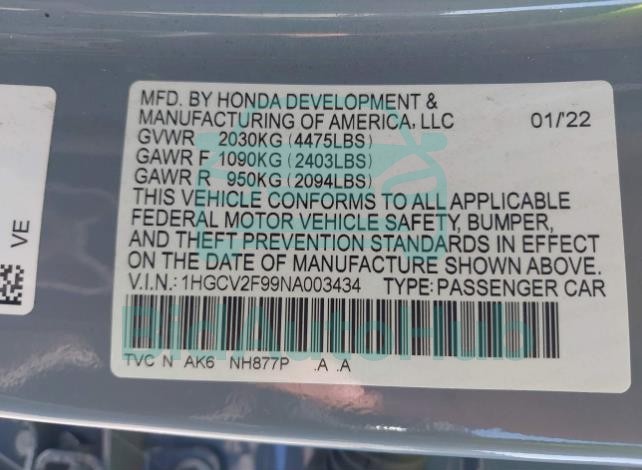 MFD. BY HONDA DEVELOPMENT &
MANUFACTURING OF AMERICA, LLC 01/'22
GVWR 2030KG (4475LBS)
GAWR F 1090KG (2403LBS)
GAWR R 950KG (2094LBS)
THIS VEHICLE CONFORMS TO ALL APPLICABLE
FEDERAL MOTOR VEHICLE SAFETY, BUMPER,
AND THEFT PREVENTION STANDARDS IN EFFECT
ON THE DATE OF MANUFACTURE SHOWN ABOVE.
V.I.N.: 1HGCV2F99NA003434 TYPE: PASSENGER CAR
BidAutoHub
TVC N AK6 NH877P .A .A
VE